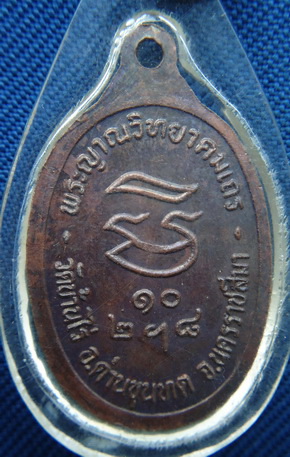 พระญาณวิทยาคมเถร
๑๐
๒ ฯ ๘
วัดบ้านไร่ อ.ด่านขุนทด จ.นครราชสีมา